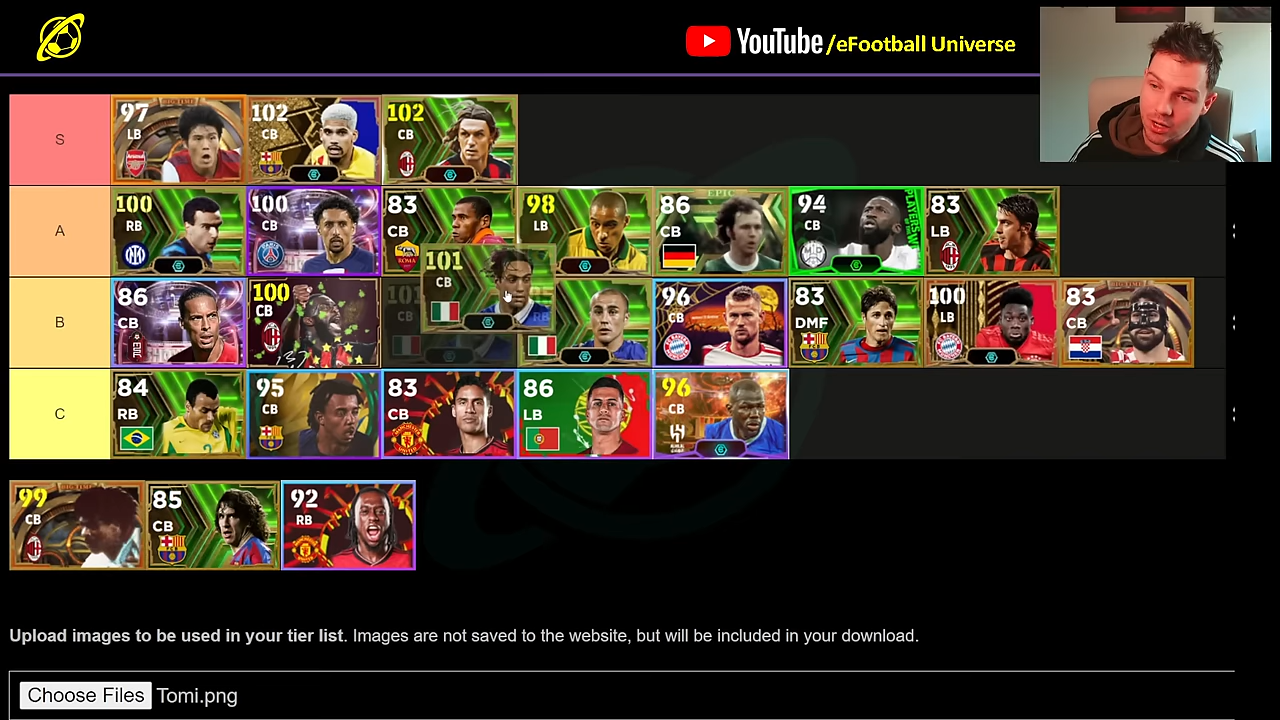 YouTube /eFootball Universe
S
97 LB
102 CB
102 CB
A
100 RB
100 CB
83 CB
98 LB
EPIC
86 CB
94 CB
83 LB
101 CB
B
86 CB
100 CB
101
96 CB
83 DMF
100 LB
83 CB
C
84 RB
95 CB
83 CB
86 LB
96 CB
99 CB
85 CB
92 RB
Upload images to be used in your tier list. Images are not saved to the website, but will be included in your download.
Choose Files Tomi.png